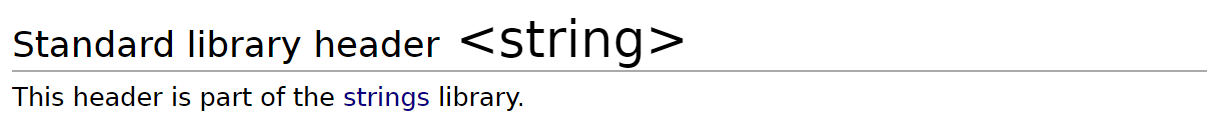 Standard library header <string>
This header is part of the strings library.